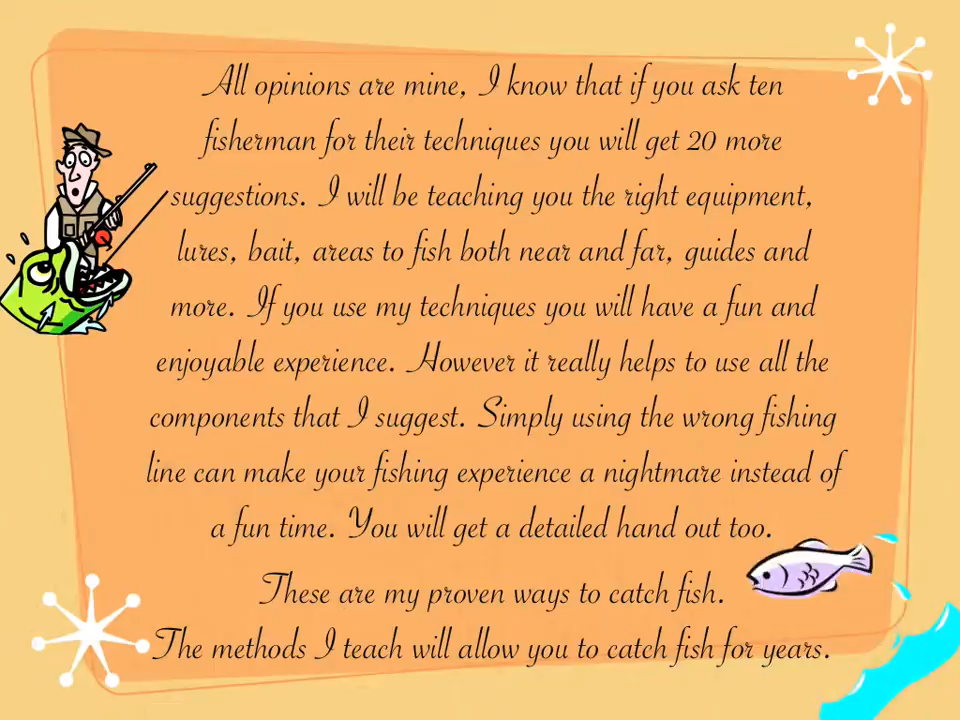 All opinions are mine, I know that if you ask ten
fisherman for their techniques you will get 20 more
suggestions. I will be teaching you the right equipment,
lures, bait, areas to fish both near and far, guides and
more. If you use my techniques you will have a fun and
enjoyable experience. However it really helps to use all the
components that I suggest. Simply using the wrong fishing
line can make your fishing experience a nightmare instead of
a fun time. You will get a detailed hand out too.
These are my proven ways to catch fish.
The methods I teach will allow you to catch fish for years.